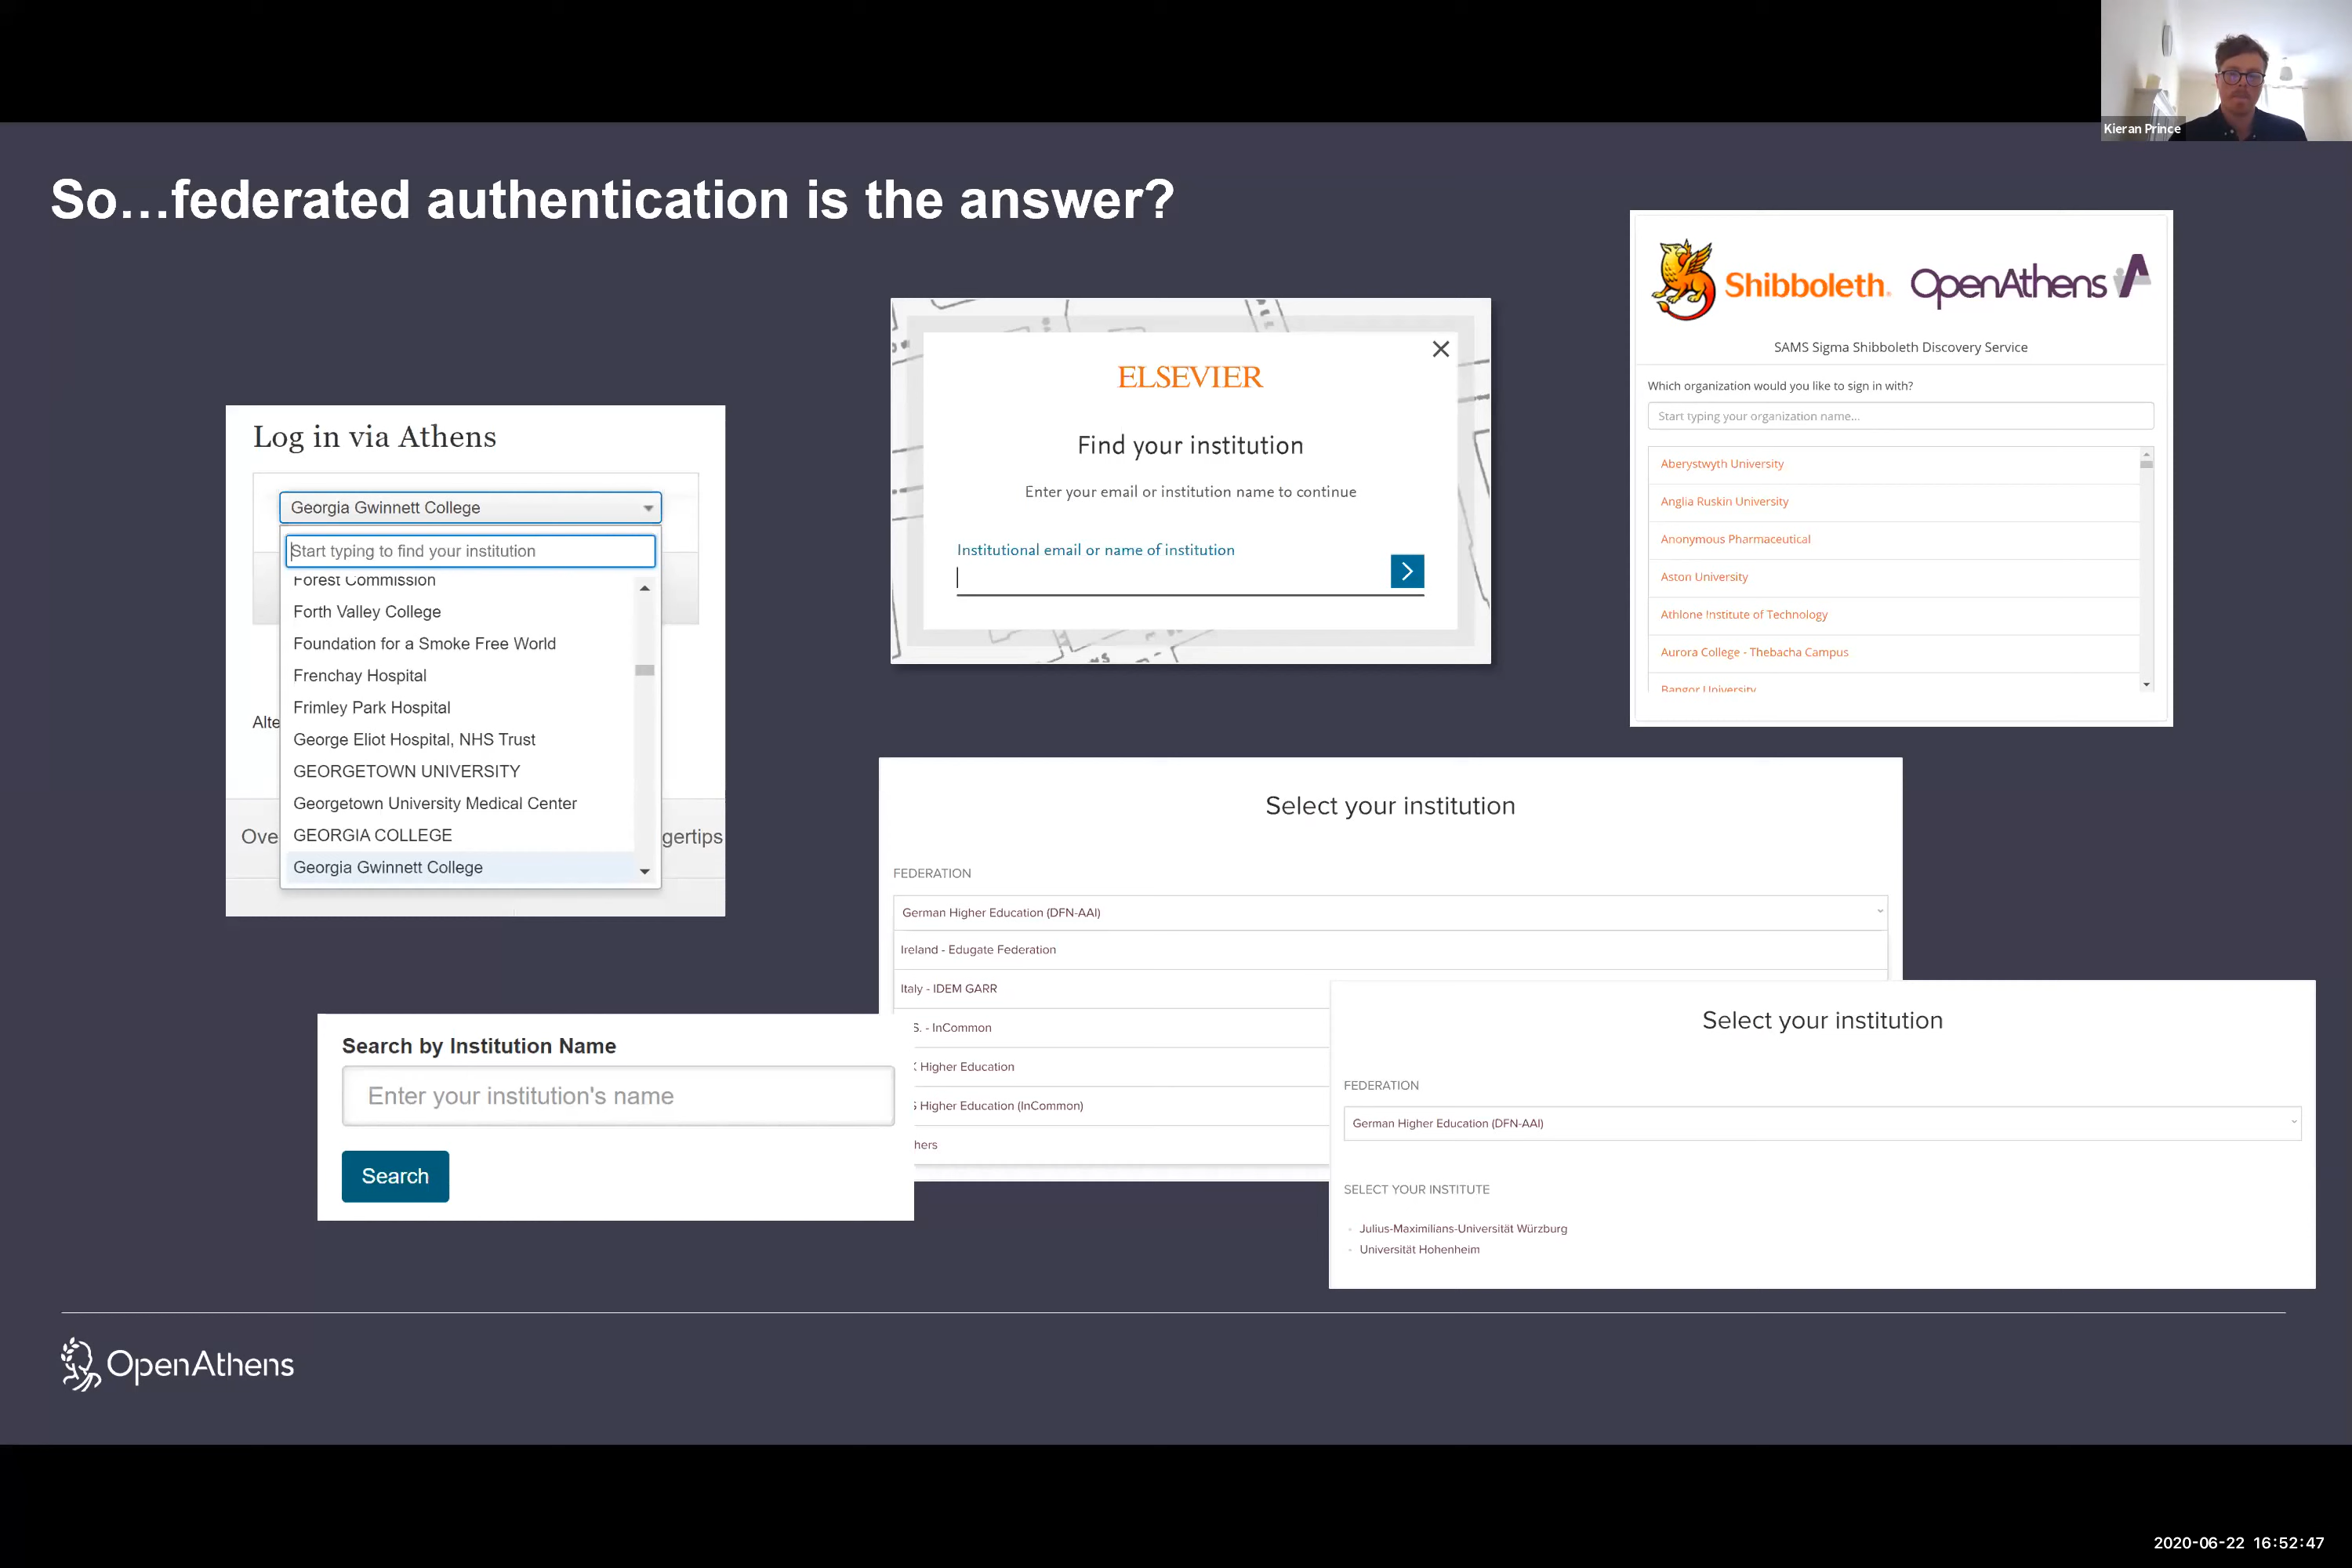 Kieran Prince
So…federated authentication is the answer?
Log in via Athens
Georgia Gwinnett College
Start typing to find your institution
Forest Commission
Forth Valley College
Foundation for a Smoke Free World
Frenchay Hospital
Frimley Park Hospital
George Eliot Hospital, NHS Trust
GEORGETOWN UNIVERSITY
Georgetown University Medical Center
GEORGIA COLLEGE
Georgia Gwinnett College
Alte
Ove
gertips
ELSEVIER
Find your institution
Enter your email or institution name to continue
Institutional email or name of institution
Shibboleth.
OpenAthens
SAMS Sigma Shibboleth Discovery Service
Which organization would you like to sign in with?
Start typing your organization name...
Aberystwyth University
Anglia Ruskin University
Anonymous Pharmaceutical
Aston University
Athlone Institute of Technology
Aurora College - Thebacha Campus
Bangor University
Select your institution
FEDERATION
German Higher Education (DFN-AAI)
Ireland - Edugate Federation
Italy - IDEM GARR
S. - InCommon
Higher Education
Higher Education (InCommon)
hers
Search by Institution Name
Enter your institution's name
Search
Select your institution
FEDERATION
German Higher Education (DFN-AAI)
SELECT YOUR INSTITUTE
Julius-Maximilians-Universität Würzburg
Universität Hohenheim
OpenAthens
2020-06-22 16:52:47